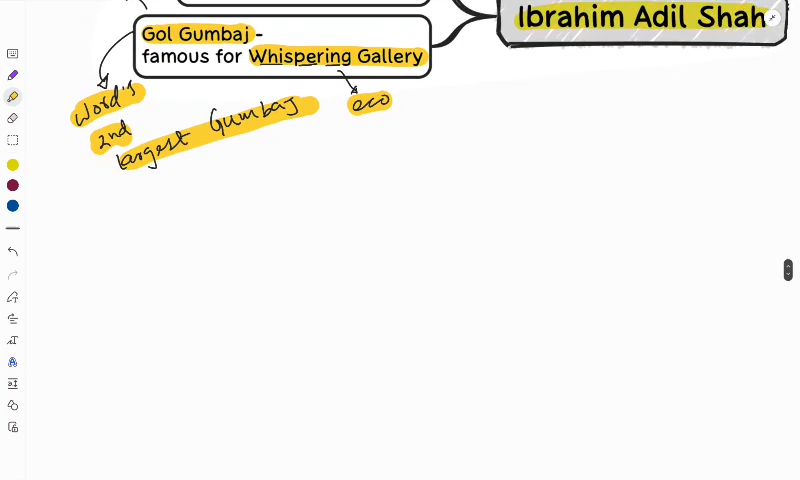 Ibrahim Adil Shah
Gol Gumbaj -
famous for Whispering Gallery
Word's
2nd
largest Gumbaj
eco